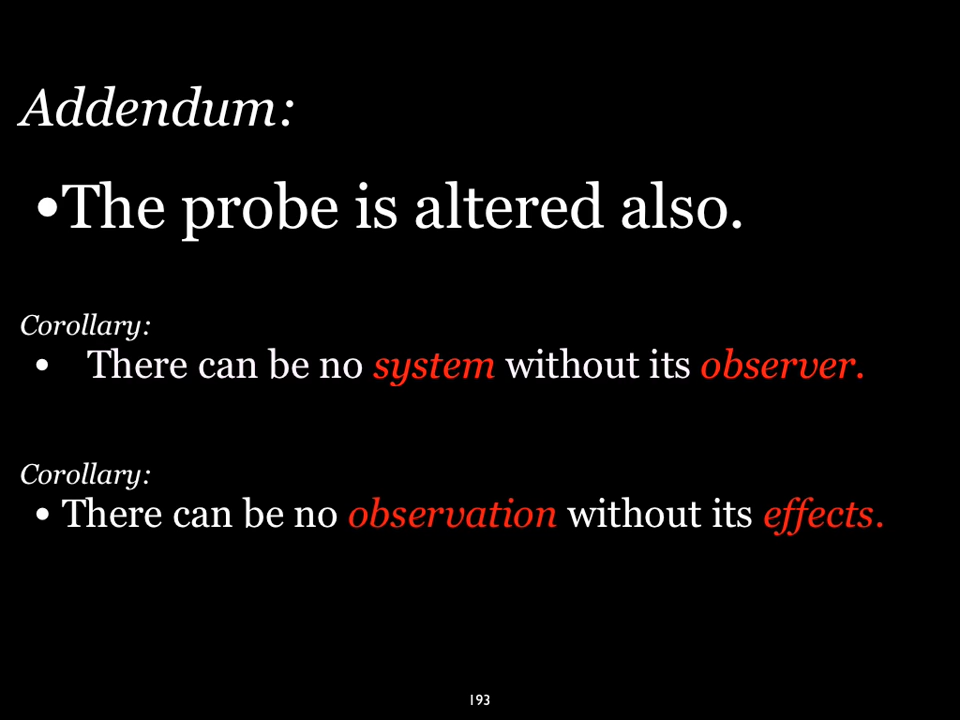 Addendum:
•The probe is altered also.
Corollary:
• There can be no system without its observer.
Corollary:
• There can be no observation without its effects.
193